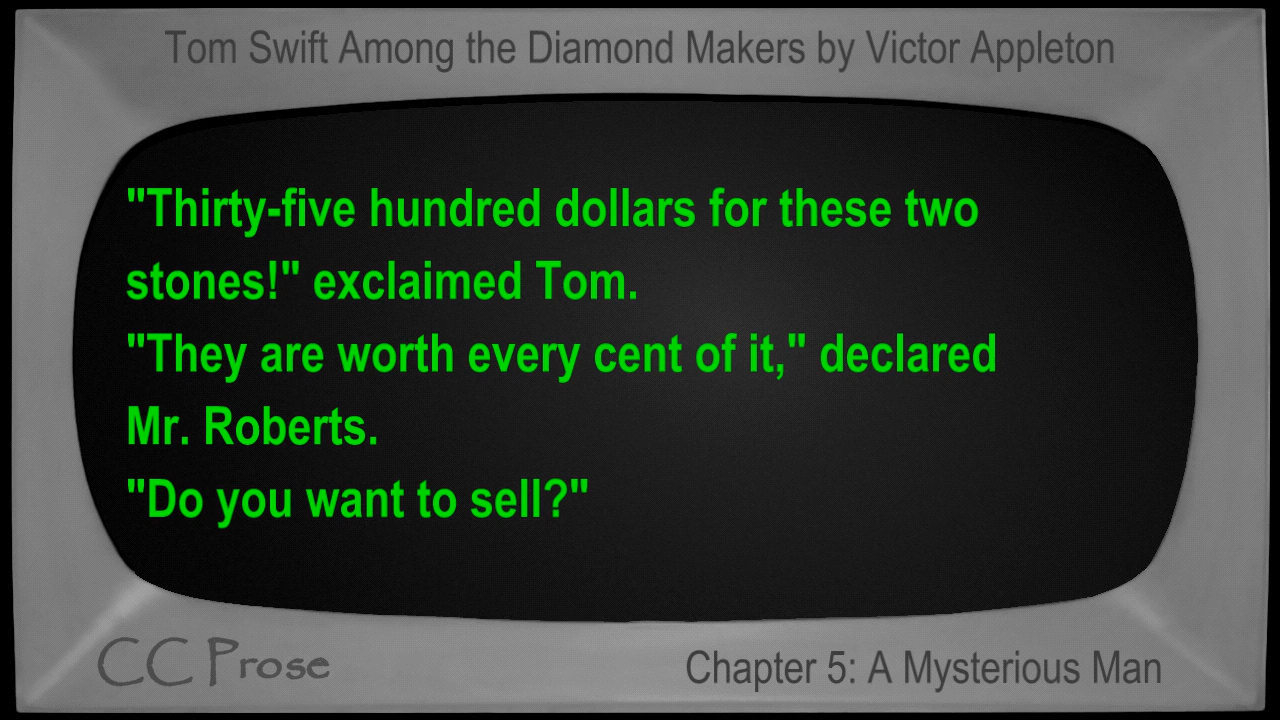 Tom Swift Among the Diamond Makers by Victor Appleton
"Thirty-five hundred dollars for these two
stones!" exclaimed Tom.
"They are worth every cent of it," declared
Mr. Roberts.
"Do you want to sell?"
CC Prose
Chapter 5: A Mysterious Man